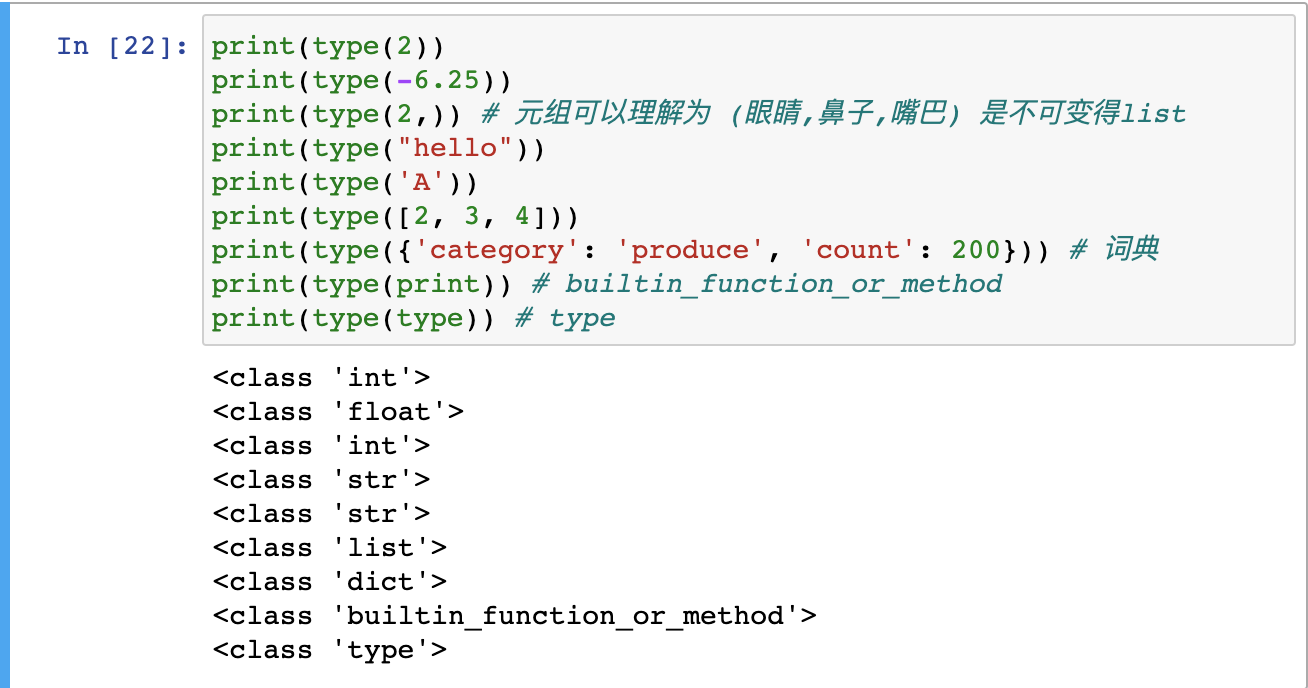 In [22]: print(type(2))
print(type(-6.25))
print(type(2,)) # 元组可以理解为 (眼睛,鼻子,嘴巴) 是不可变得list
print(type("hello"))
print(type('A'))
print(type([2, 3, 4]))
print(type({'category': 'produce', 'count': 200})) # 词典
print(type(print)) # builtin_function_or_method
print(type(type)) # type
<class 'int'>
<class 'float'>
<class 'int'>
<class 'str'>
<class 'str'>
<class 'list'>
<class 'dict'>
<class 'builtin_function_or_method'>
<class 'type'>